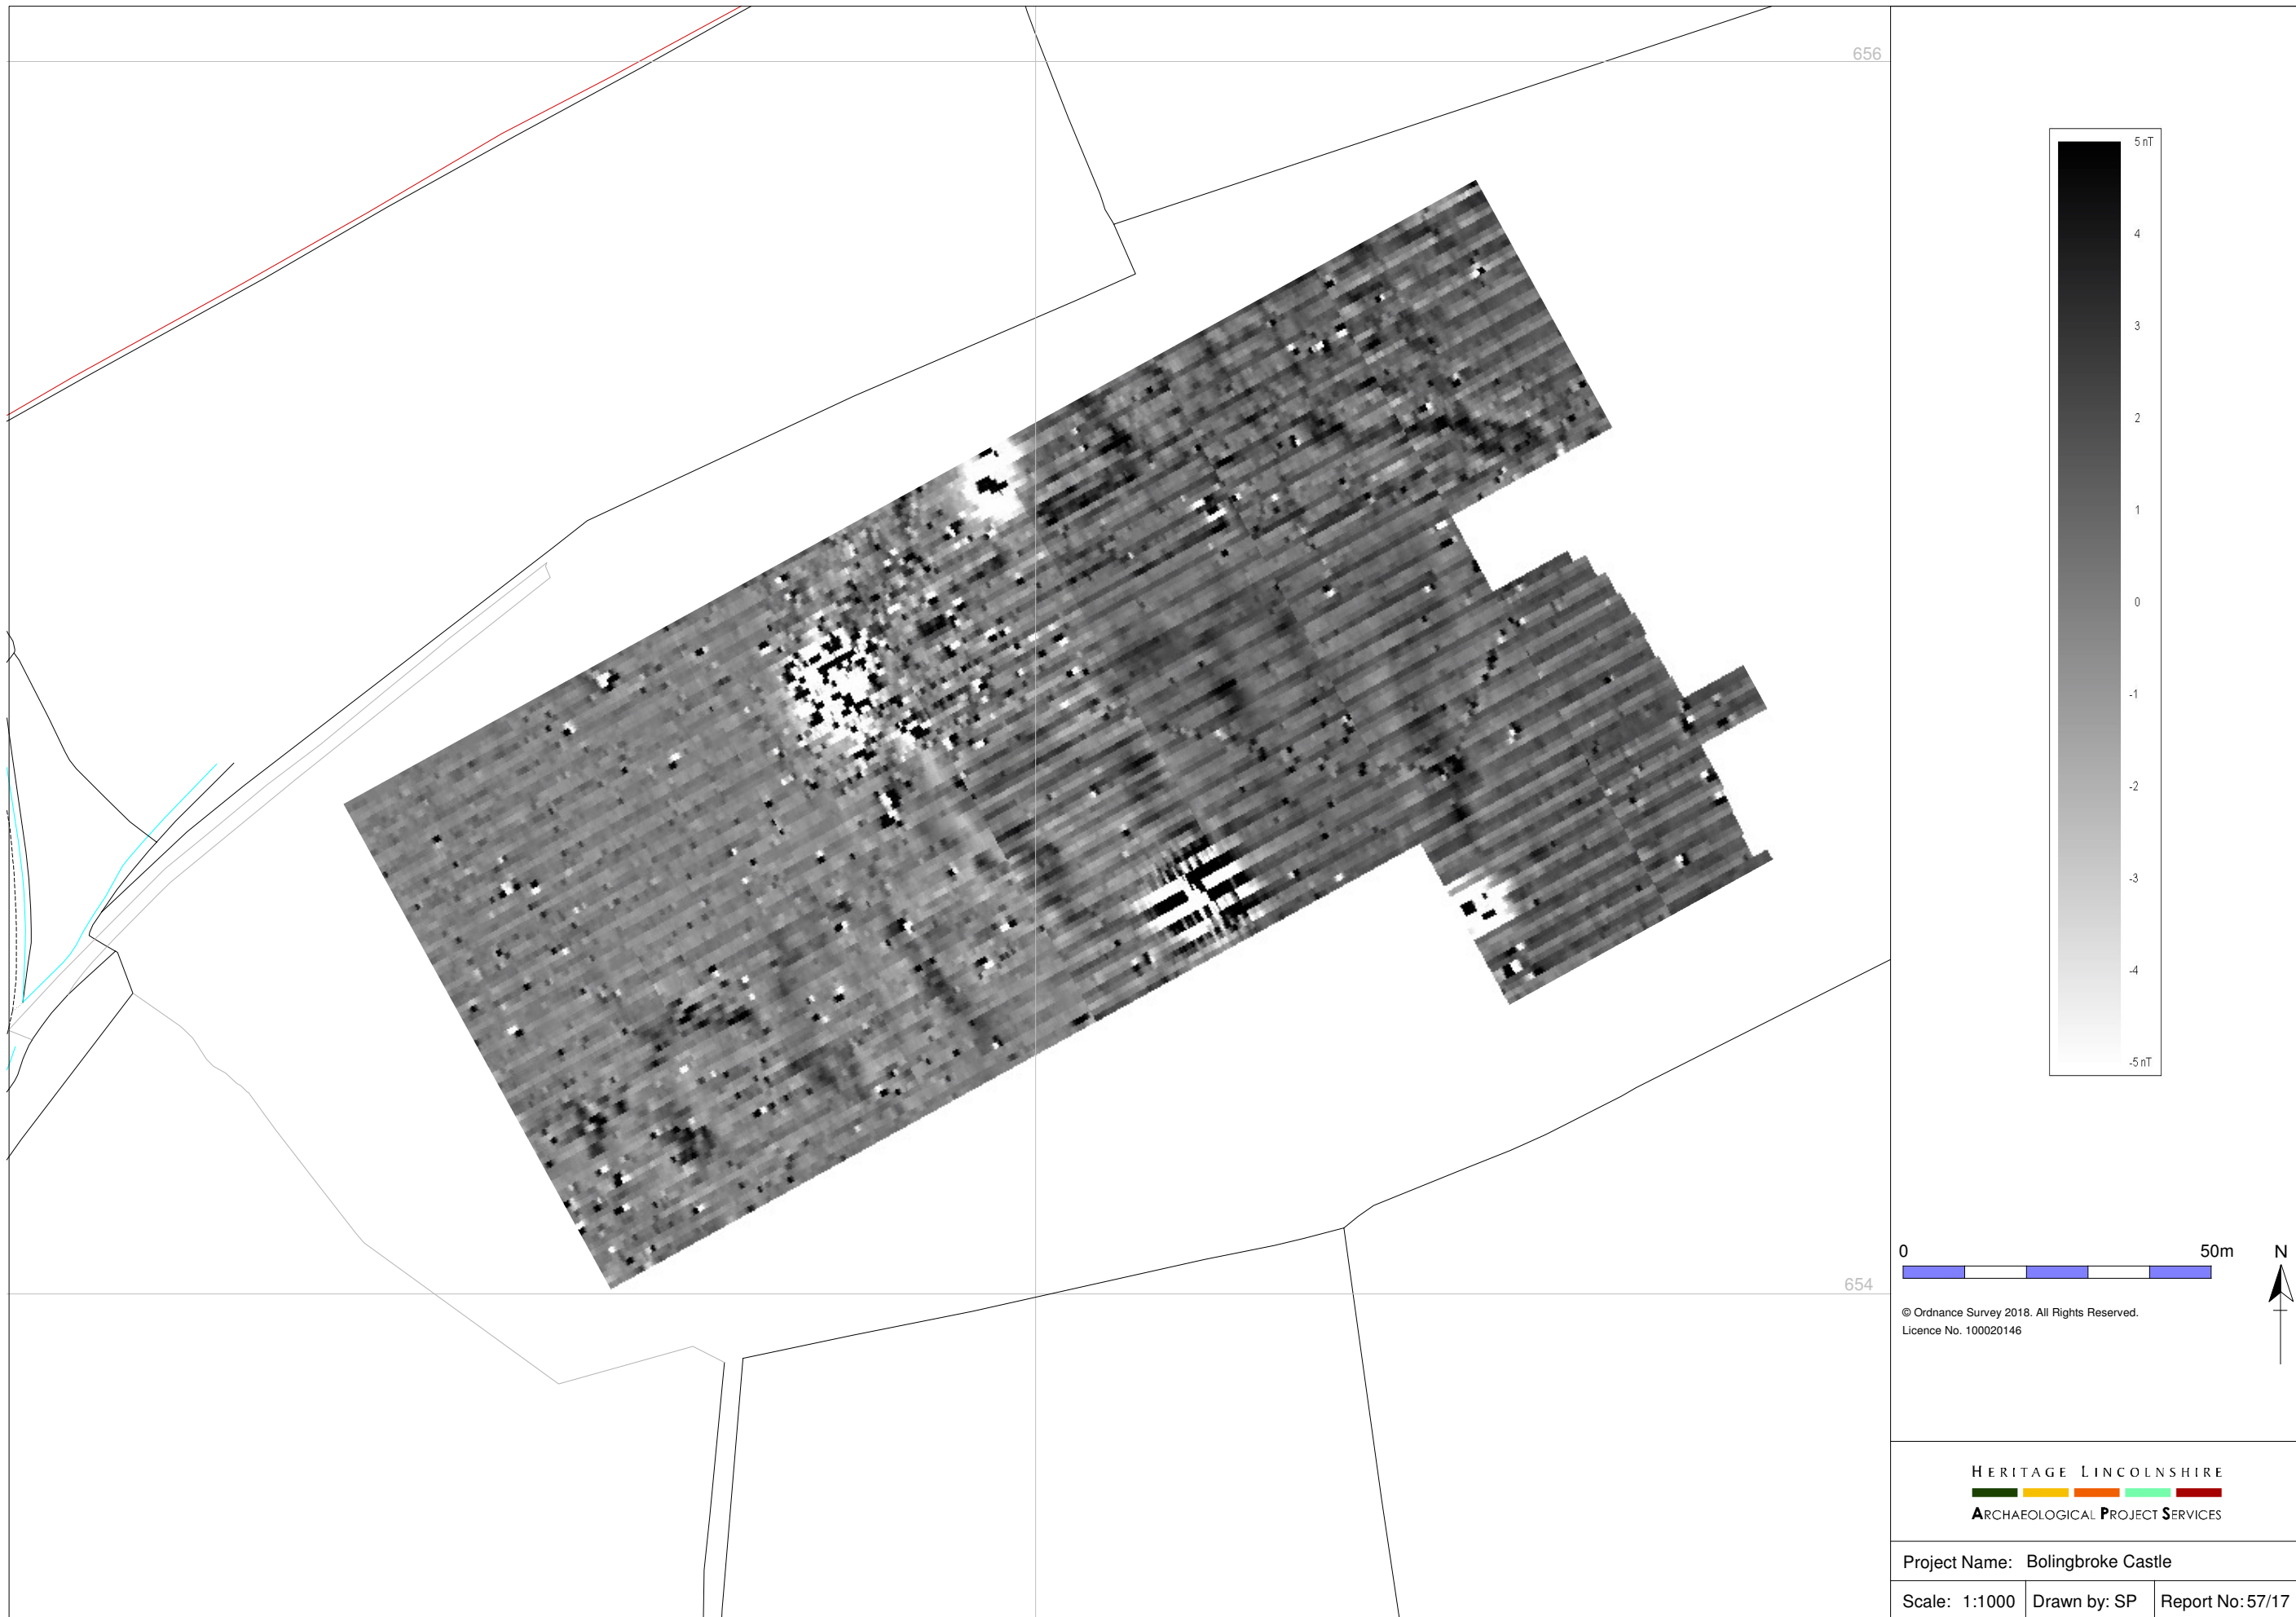 656
5 nT
4
3
2
1
0
-1
-2
-3
-4
-5 nT
654
0 50m N
© Ordnance Survey 2018. All Rights Reserved.
Licence No. 100020146
HERITAGE LINCOLNSHIRE
ARCHAEOLOGICAL PROJECT SERVICES
Project Name: Bolingbroke Castle
Scale: 1:1000 Drawn by: SP Report No: 57/17